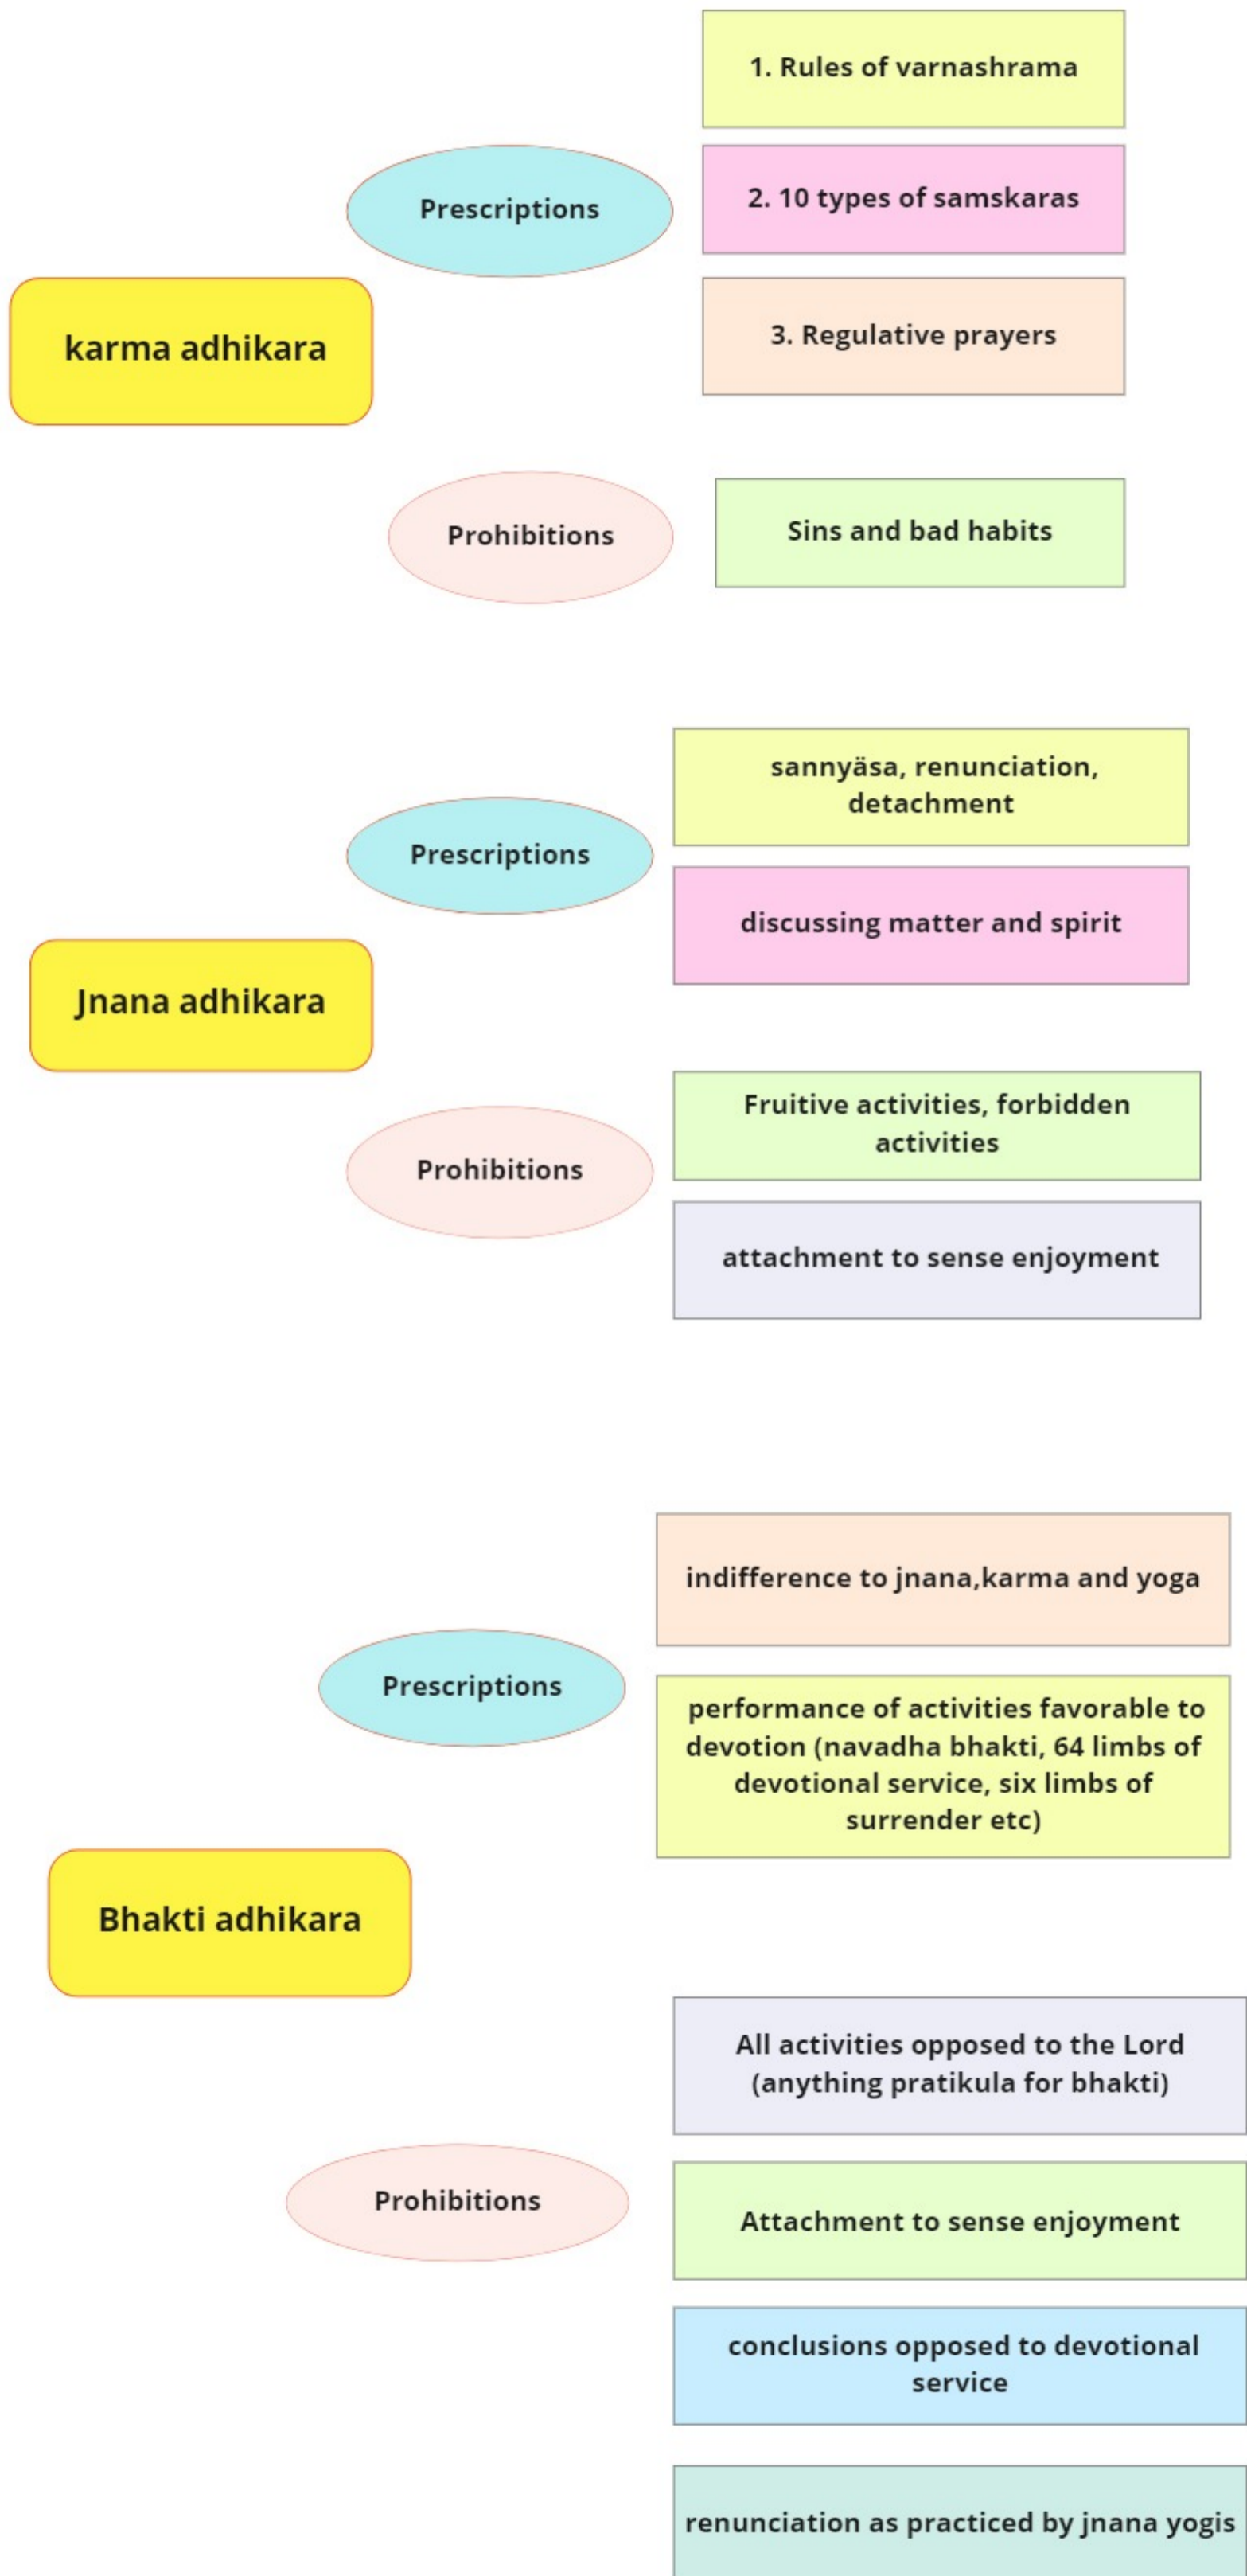 1. Rules of varnashrama
Prescriptions
2. 10 types of samskaras
karma adhikara
3. Regulative prayers
Prohibitions
Sins and bad habits
sannyäsa, renunciation,
detachment
Prescriptions
discussing matter and spirit
Jnana adhikara
Fruitive activities, forbidden
activities
Prohibitions
attachment to sense enjoyment
indifference to jnana,karma and yoga
Prescriptions
performance of activities favorable to
devotion (navadha bhakti, 64 limbs of
devotional service, six limbs of
surrender etc)
Bhakti adhikara
All activities opposed to the Lord
(anything pratikula for bhakti)
Prohibitions
Attachment to sense enjoyment
conclusions opposed to devotional
service
renunciation as practiced by jnana yogis